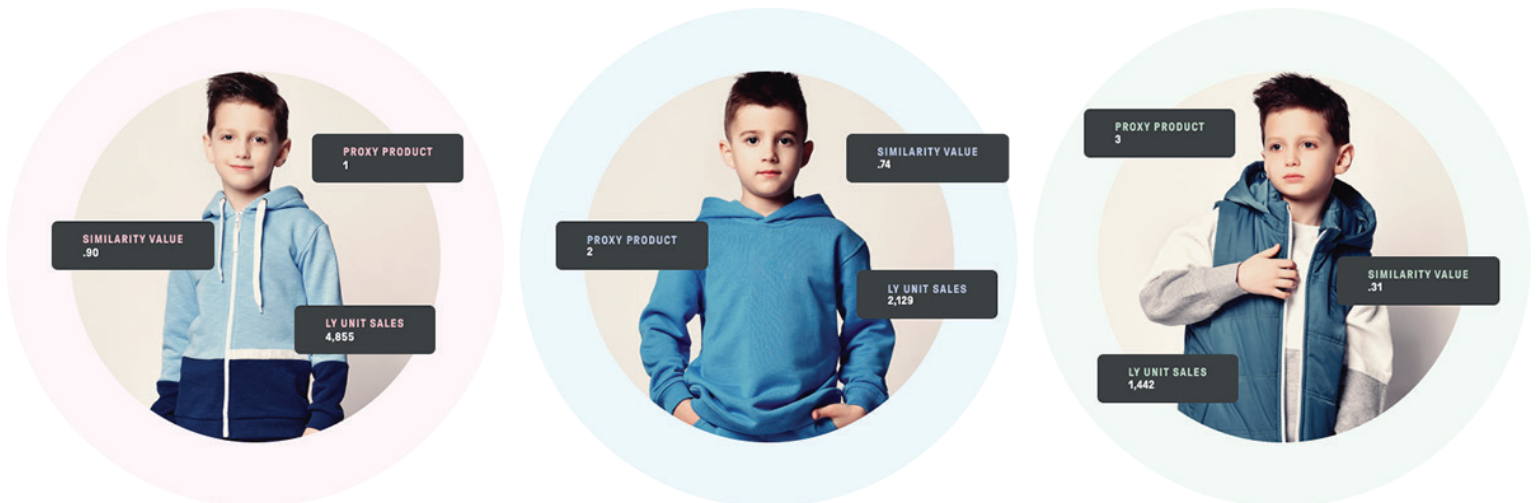 PROXY PRODUCT
1
SIMILARITY VALUE
.90
LY UNIT SALES
4,855
SIMILARITY VALUE
.74
PROXY PRODUCT
2
LY UNIT SALES
2,129
PROXY PRODUCT
3
SIMILARITY VALUE
.31
LY UNIT SALES
1,442